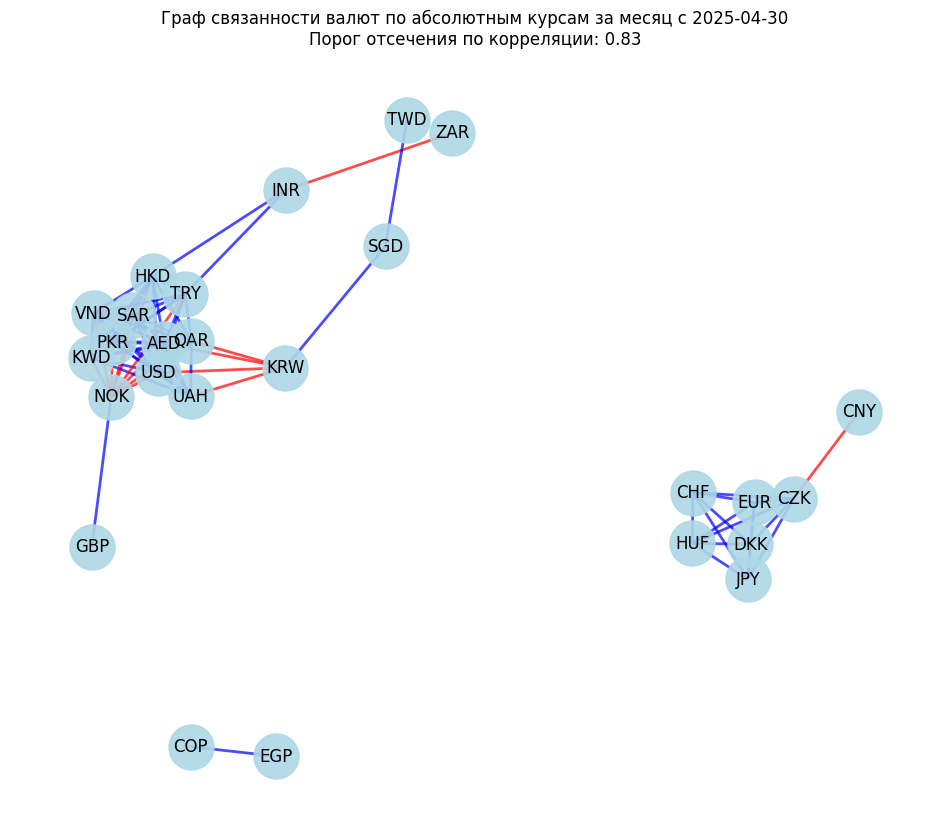 Граф связанности валют по абсолютным курсам за месяц с 2025-04-30
Порог отсечения по корреляции: 0.83
TWD
ZAR
INR
SGD
HKD
TRY
VND
SAR
PKR
AED
QAR
KWD
USD
KRW
NOK
UAH
CNY
CHF
EUR
CZK
HUF
DKK
GBP
JPY
COP
EGP